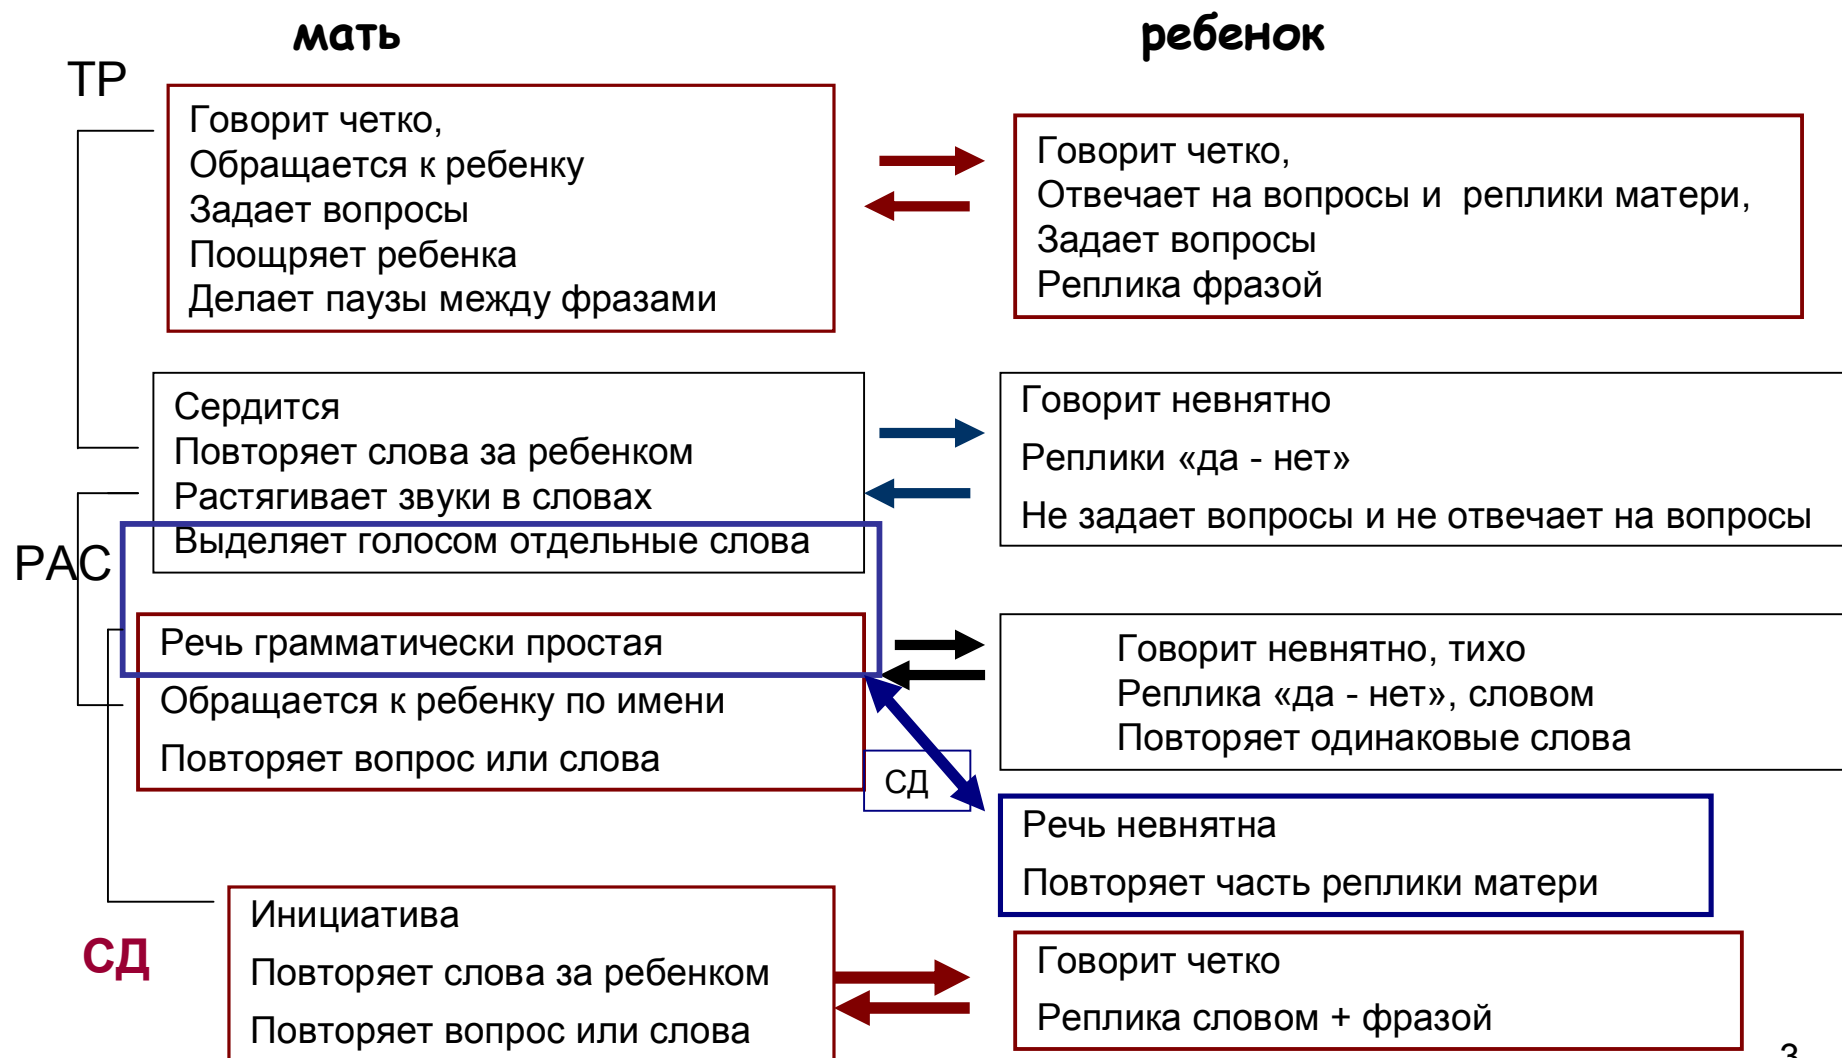 мать
ребенок
ТР
Говорит четко,
Обращается к ребенку
Задает вопросы
Поощряет ребенка
Делает паузы между фразами
Говорит четко,
Отвечает на вопросы и реплики матери,
Задает вопросы
Реплика фразой
Сердится
Повторяет слова за ребенком
Растягивает звуки в словах
Выделяет голосом отдельные слова
Говорит невнятно
Реплики «да - нет»
Не задает вопросы и не отвечает на вопросы
РАС
Речь грамматически простая
Обращается к ребенку по имени
Повторяет вопрос или слова
Говорит невнятно, тихо
Реплика «да - нет», словом
Повторяет одинаковые слова
СД
Речь невнятна
Повторяет часть реплики матери
СД
Инициатива
Повторяет слова за ребенком
Повторяет вопрос или слова
Говорит четко
Реплика словом + фразой
3